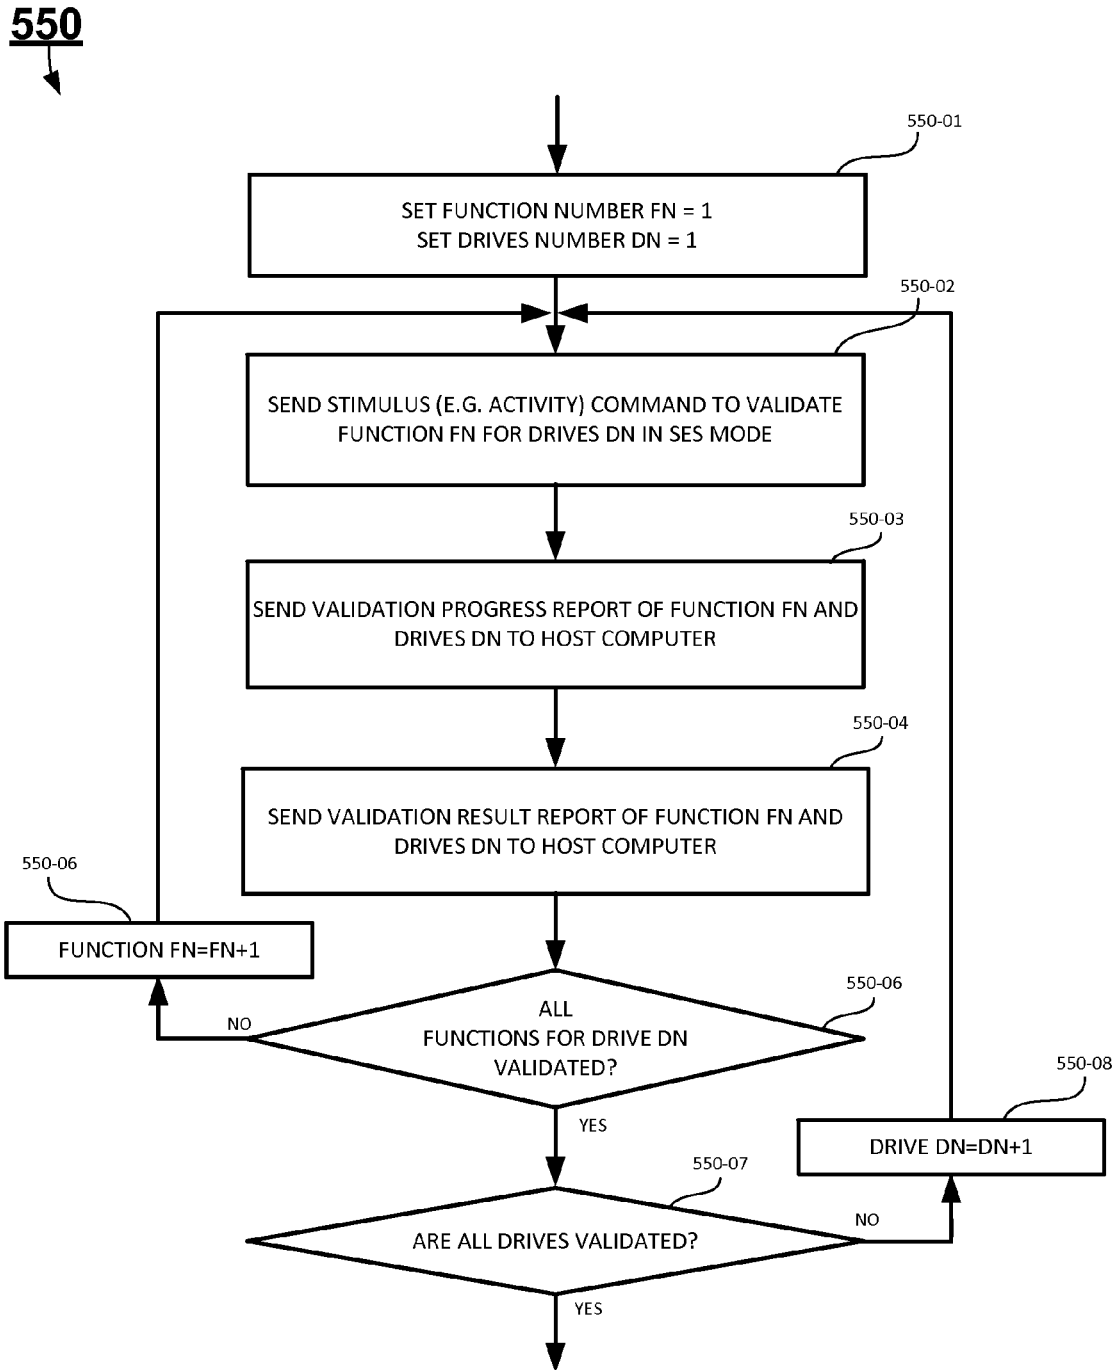 550
550-01
SET FUNCTION NUMBER FN = 1
SET DRIVES NUMBER DN = 1
550-02
SEND STIMULUS (E.G. ACTIVITY) COMMAND TO VALIDATE
FUNCTION FN FOR DRIVES DN IN SES MODE
550-03
SEND VALIDATION PROGRESS REPORT OF FUNCTION FN AND
DRIVES DN TO HOST COMPUTER
550-04
SEND VALIDATION RESULT REPORT OF FUNCTION FN AND
DRIVES DN TO HOST COMPUTER
550-06
FUNCTION FN=FN+1
550-06
ALL
FUNCTIONS FOR DRIVE DN
VALIDATED?
NO
YES
550-08
DRIVE DN=DN+1
550-07
ARE ALL DRIVES VALIDATED?
NO
YES